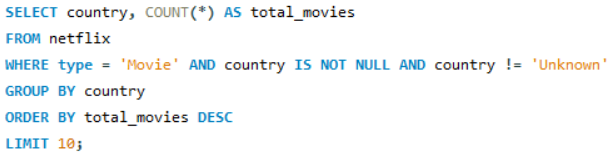 SELECT country, COUNT(*) AS total_movies
FROM netflix
WHERE type = 'Movie' AND country IS NOT NULL AND country != 'Unknown'
GROUP BY country
ORDER BY total_movies DESC
LIMIT 10;